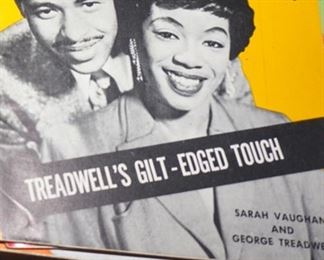 TREADWELL'S GILT-EDGED TOUCH
SARAH VAUGHAN
AND
GEORGE TREADWE